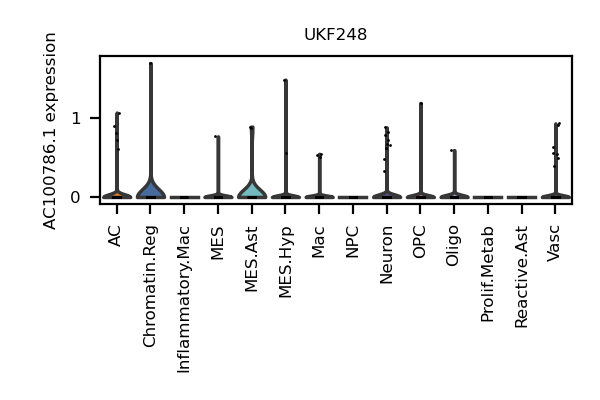 UKF248
AC100786.1 expression
1
0
AC
Chromatin.Reg
Inflammatory.Mac
MES
MES.Ast
MES.Hyp
Mac
NPC
Neuron
OPC
Oligo
Prolif.Metab
Reactive.Ast
Vasc